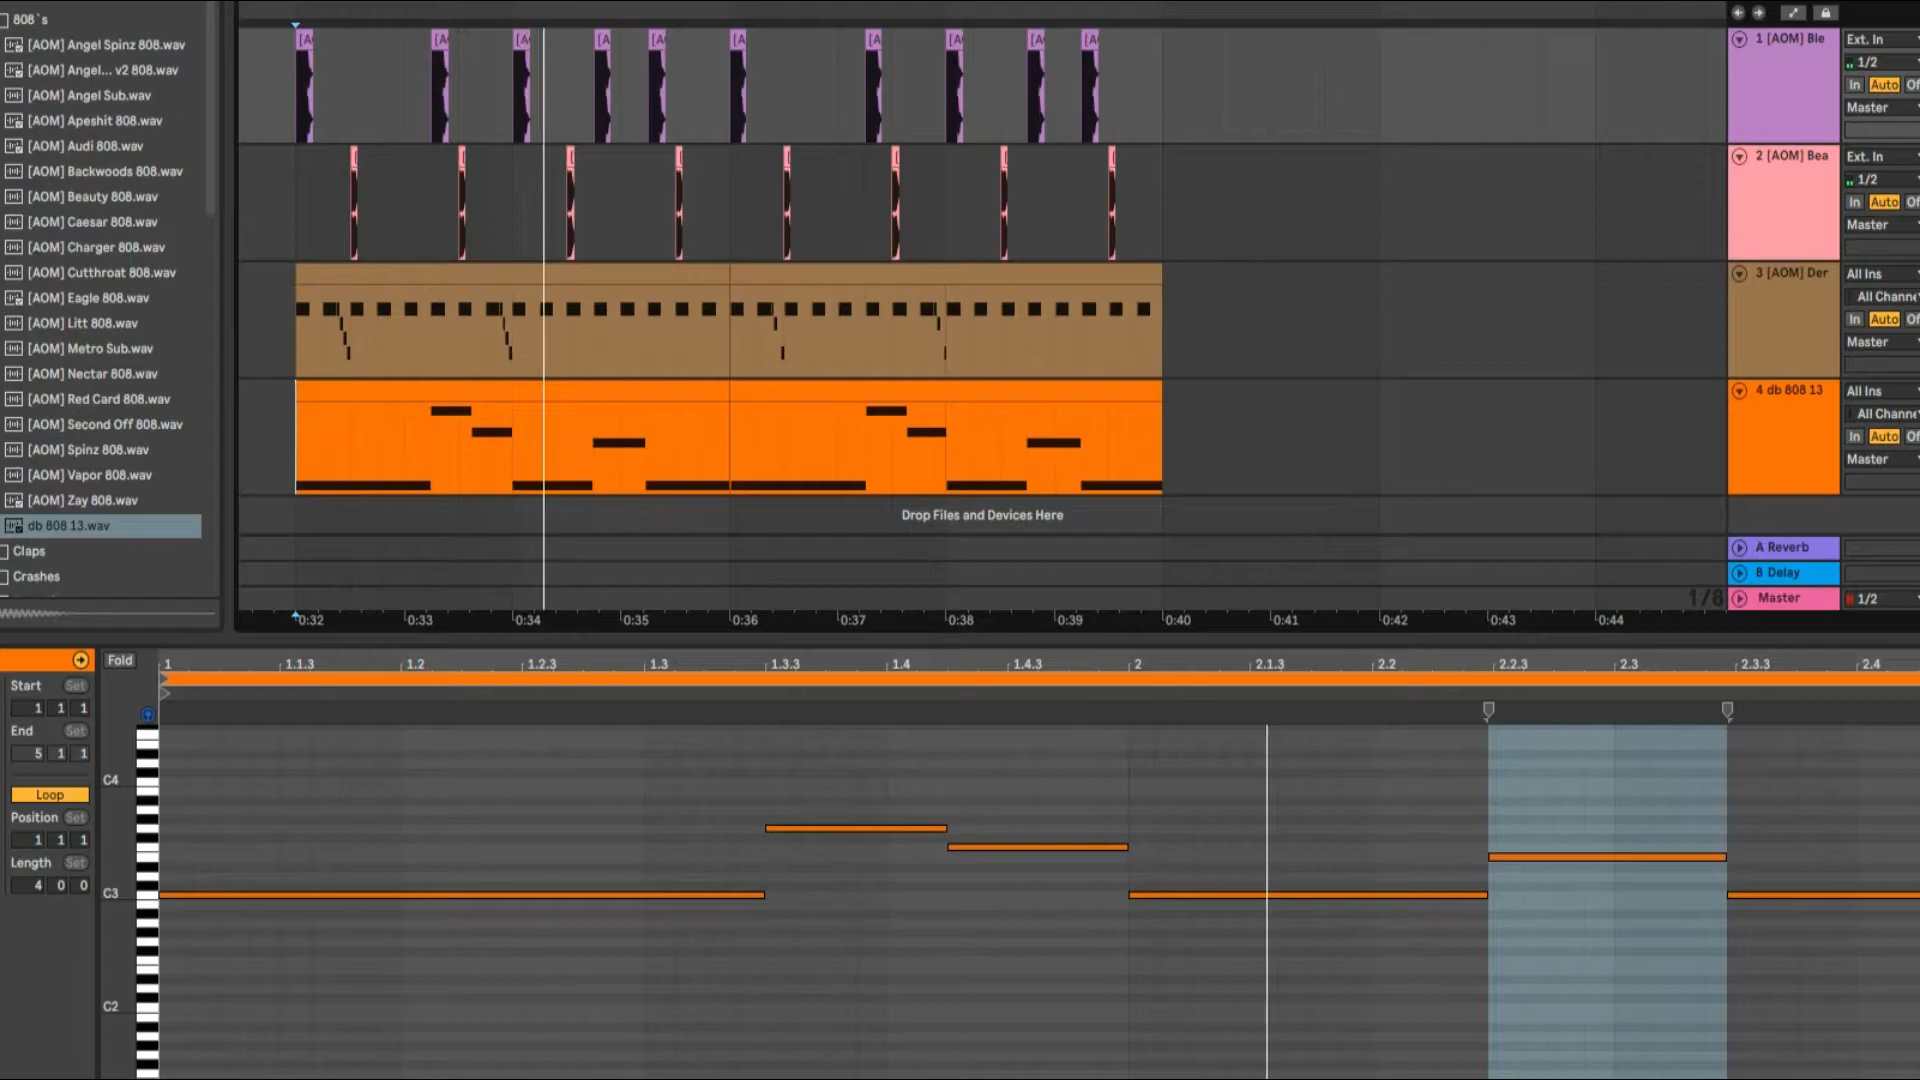 808`s
[AOM] Angel Spinz 808.wav
[AOM] Angel... v2 808.wav
[AOM] Angel Sub.wav
[AOM] Apeshit 808.wav
[AOM] Audi 808.wav
[AOM] Backwoods 808.wav
[AOM] Beauty 808.wav
[AOM] Caesar 808.wav
[AOM] Charger 808.wav
[AOM] Cutthroat 808.wav
[AOM] Eagle 808.wav
[AOM] Litt 808.wav
[AOM] Metro Sub.wav
[AOM] Nectar 808.wav
[AOM] Red Card 808.wav
[AOM] Second Off 808.wav
[AOM] Spinz 808.wav
[AOM] Vapor 808.wav
[AOM] Zay 808.wav
db 808 13.wav
Claps
Crashes
[A [A [A [A [A [A [A [A [A [A
Drop Files and Devices Here
1/8
0:32 0:33 0:34 0:35 0:36 0:37 0:38 0:39 0:40 0:41 0:42 0:43 0:44
1 [AOM] Ble
Ext. In
1/2
In Auto Of
Master
2 [AOM] Bea
Ext. In
1/2
In Auto Of
Master
3 [AOM] Der
All Ins
All Channe
In Auto Of
Master
4 db 808 13
All Ins
All Channe
In Auto Of
Master
A Reverb
B Delay
Master 1/2
Fold
1 1.1.3 1.2 1.2.3 1.3 1.3.3 1.4 1.4.3 2 2.1.3 2.2 2.2.3 2.3 2.3.3 2.4
Start Set
1 1 1
End Set
5 1 1
Loop
Position Set
1 1 1
Length Set
4 0 0
C4
C3
C2